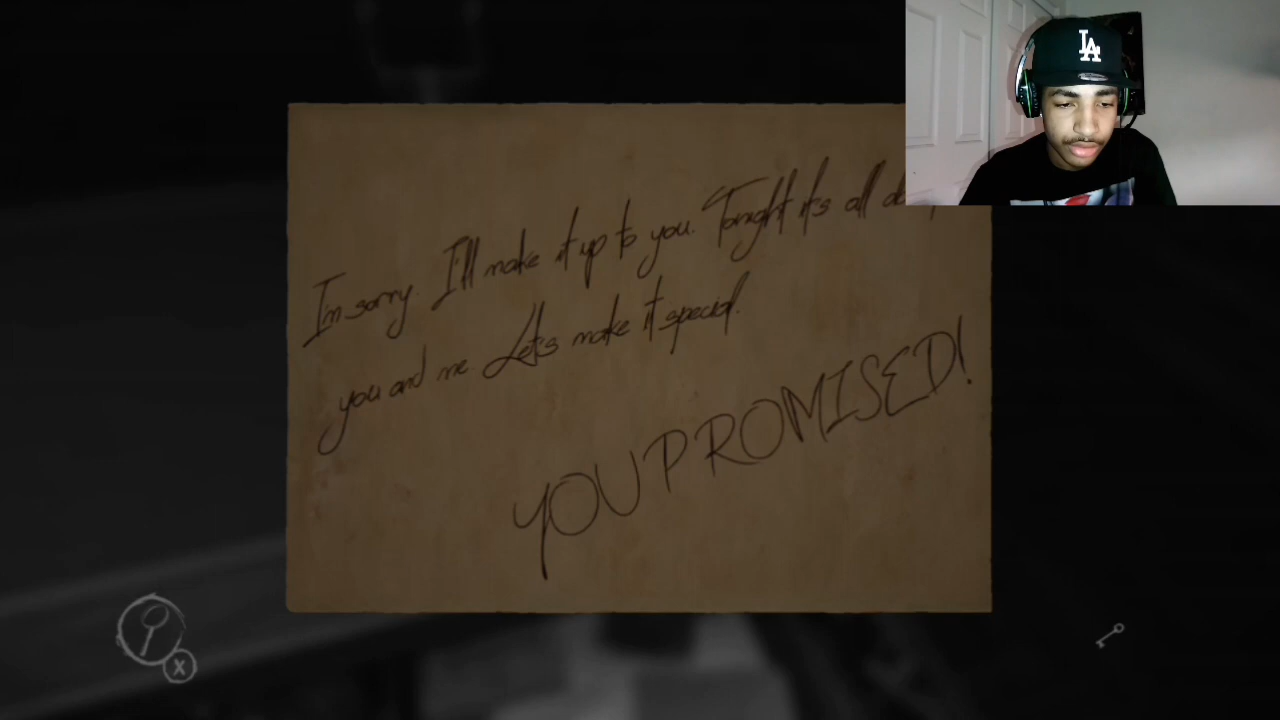 I'm sorry. I'll make it up to you. Tonight it's all
you and me. Let's make it special.
YOU PROMISED!
X
LA